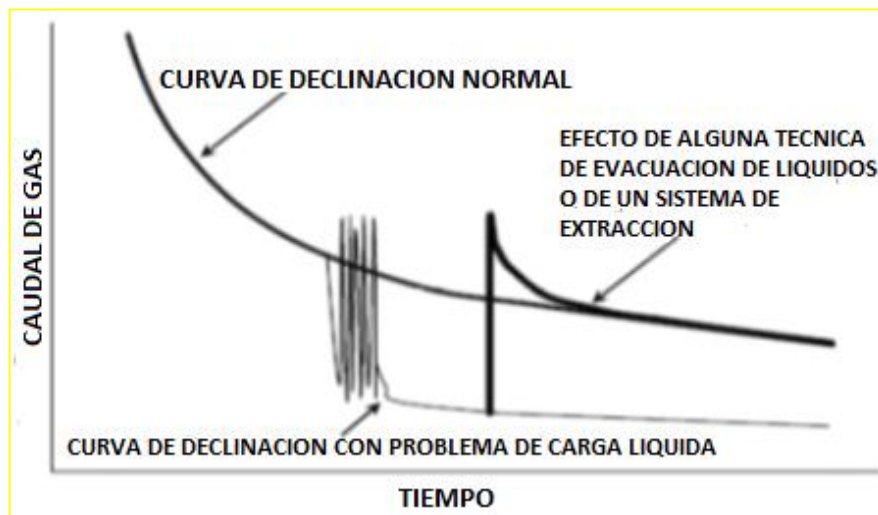 CURVA DE DECLINACION NORMAL
EFECTO DE ALGUNA TECNICA
DE EVACUACION DE LIQUIDOS
O DE UN SISTEMA DE
EXTRACCION
CAUDAL DE GAS
CURVA DE DECLINACION CON PROBLEMA DE CARGA LIQUIDA
TIEMPO